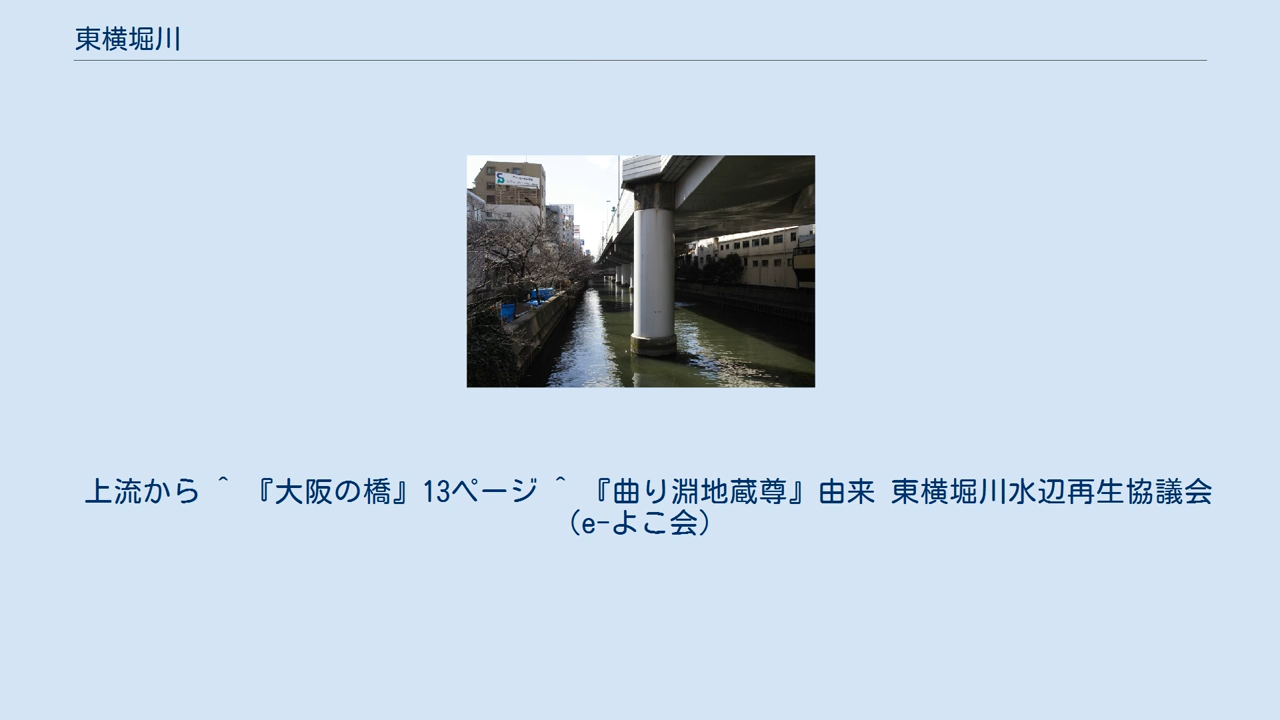 東横堀川
上流から ^ 『大阪の橋』13ページ ^ 『曲り淵地蔵尊』由来 東横堀川水辺再生協議会
(e-よこ会)